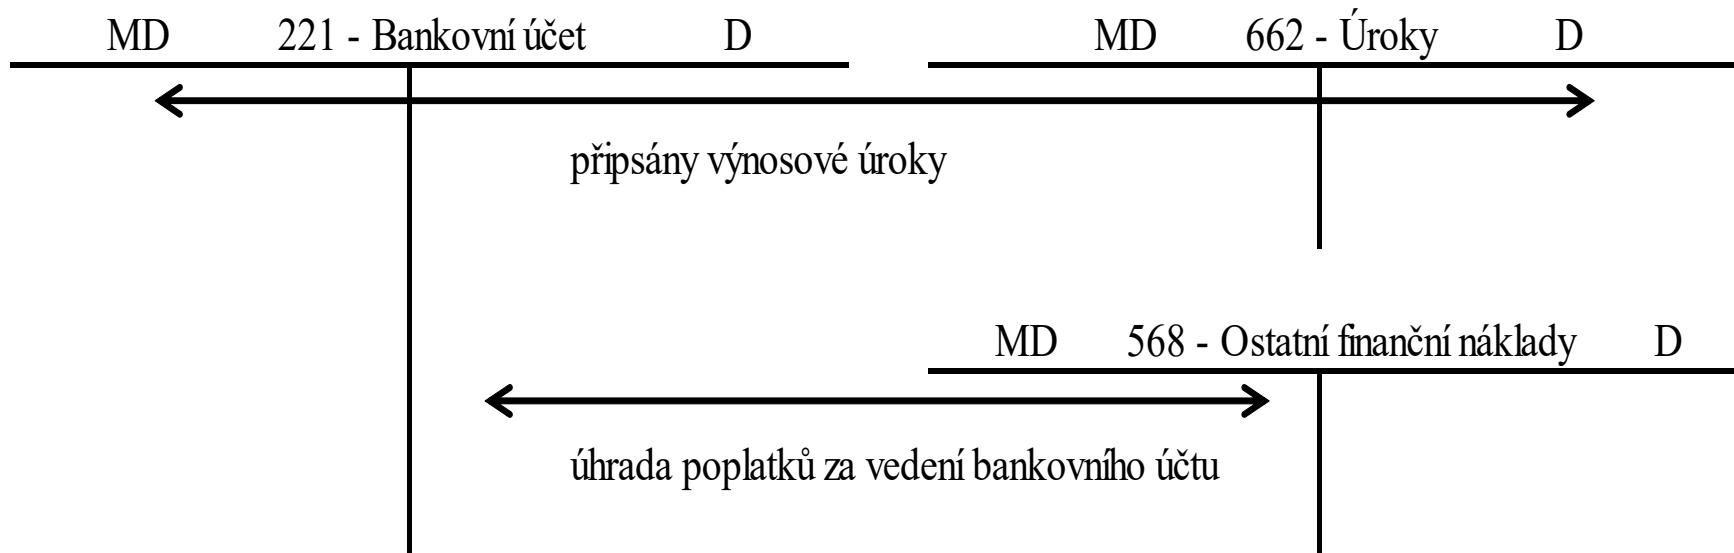 MD 221 - Bankovní účet D MD 662 - Úroky D
připsány výnosové úroky
MD 568 - Ostatní finanční náklady D
úhrada poplatků za vedení bankovního účtu